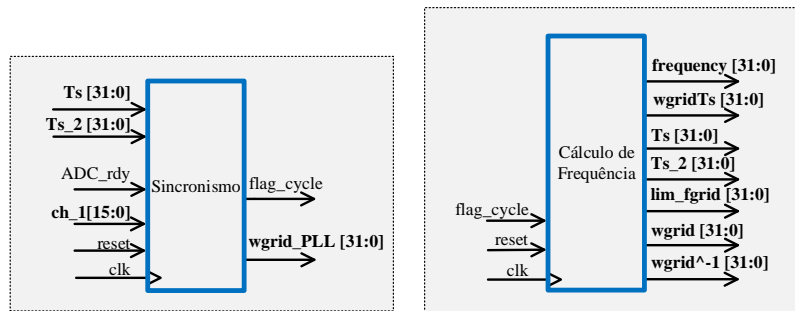 Ts [31:0]
Ts_2 [31:0]
ADC_rdy
ch_1[15:0]
reset
clk
Sincronismo
flag_cycle
wgrid_PLL [31:0]
flag_cycle
reset
clk
Cálculo de
Frequência
frequency [31:0]
wgridTs [31:0]
Ts [31:0]
Ts_2 [31:0]
lim_fgrid [31:0]
wgrid [31:0]
wgrid^-1 [31:0]